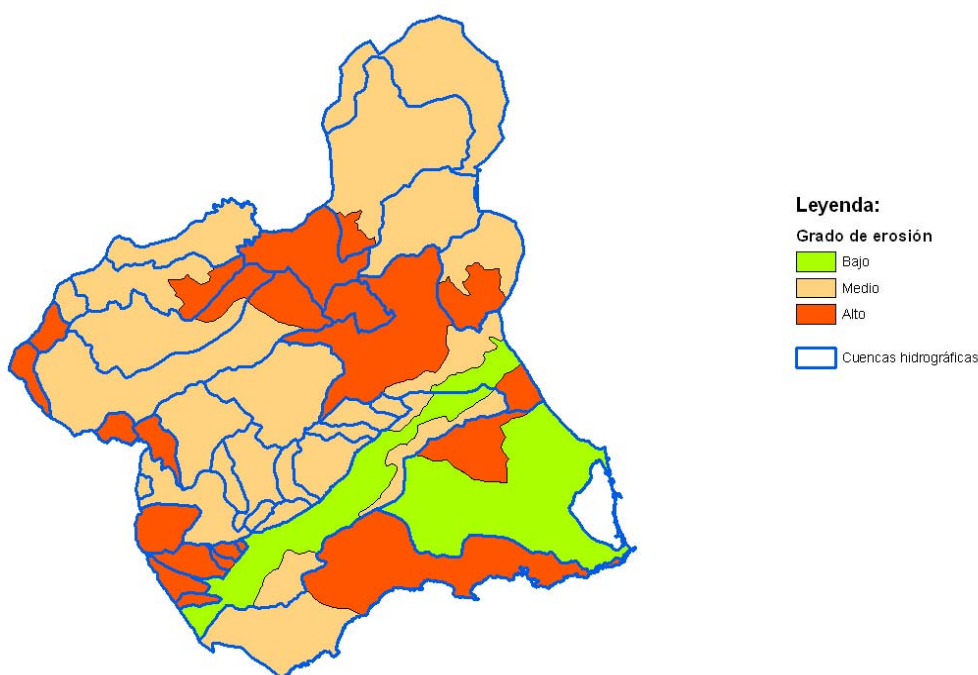 Leyenda:
Grado de erosión
Bajo
Medio
Alto
Cuencas hidrográficas